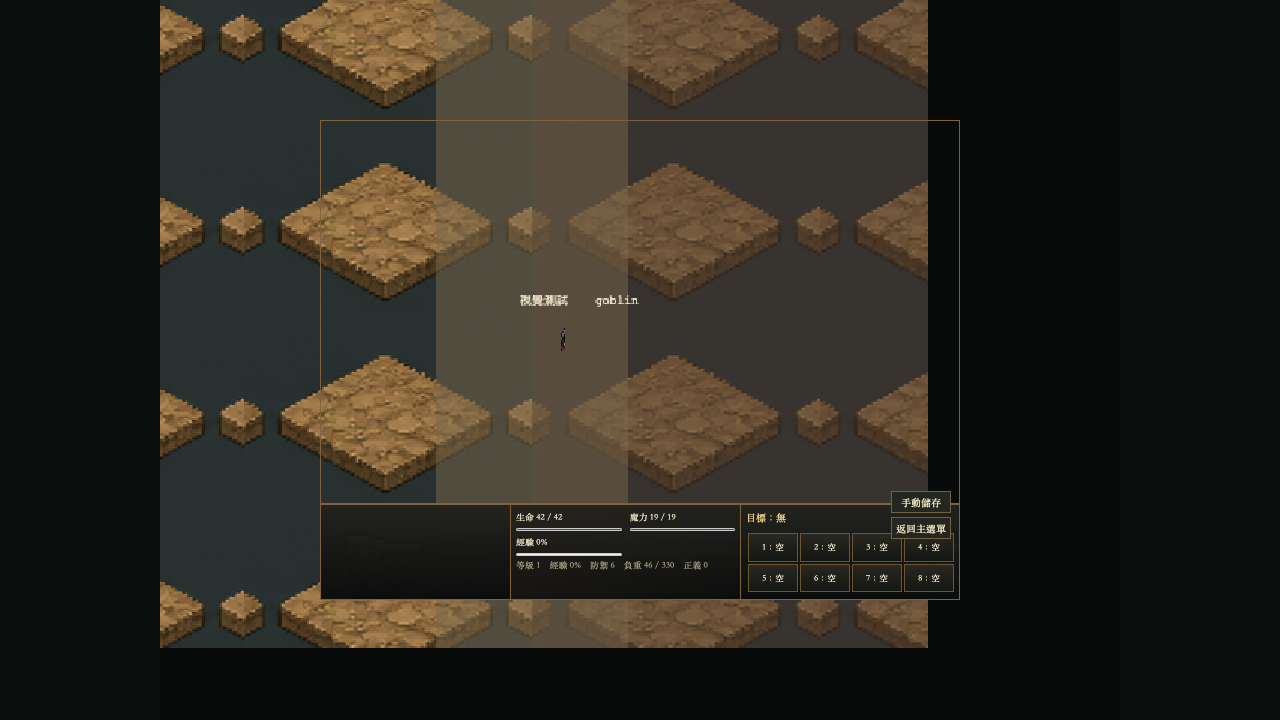 視覺測試 goblin
手動儲存
生命 42 / 42 魔力 19 / 19 目標：無
返回主選單
經驗 0%
1：空 2：空 3：空 4：空
等級 1 經驗 0% 防禦 6 負重 46 / 330 正義 0
5：空 6：空 7：空 8：空